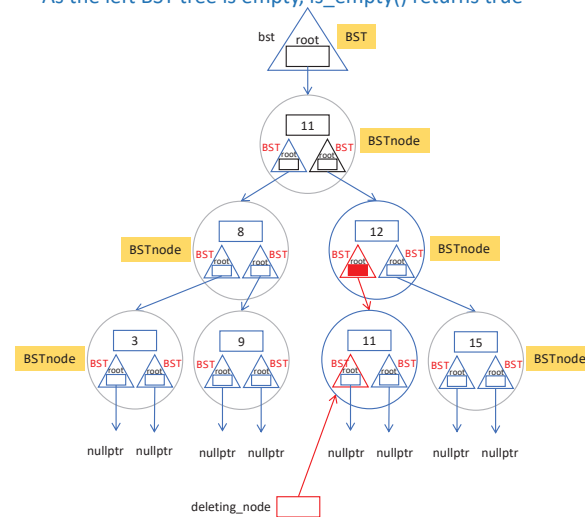 As the left BST tree is empty, is_empty() returns true
bst root BST
11
BST root root BST BSTnode
8 12
BSTnode BST root root BST BST root root BST BSTnode
3 9 11 15
BSTnode BST root root BST BST root root BST BST root root BST BST root root BST BSTnode
nullptr nullptr nullptr nullptr nullptr nullptr nullptr nullptr
deleting_node